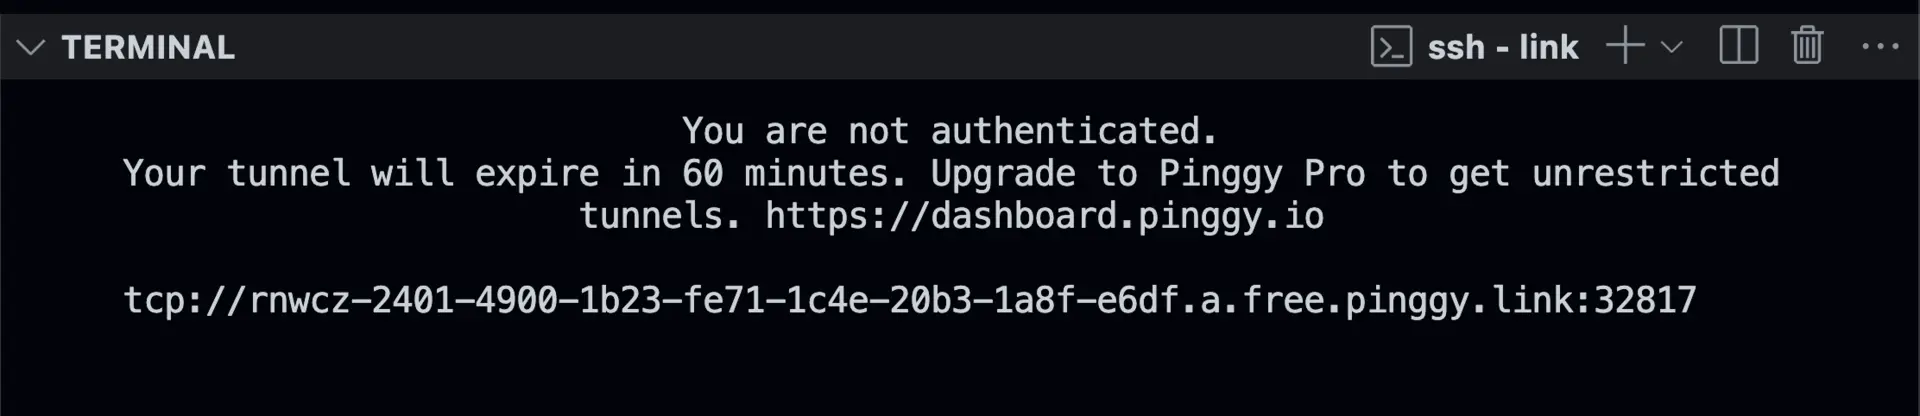 TERMINAL
ssh - link
You are not authenticated.
Your tunnel will expire in 60 minutes. Upgrade to Pinggy Pro to get unrestricted
tunnels. https://dashboard.pinggy.io
tcp://rnwcz-2401-4900-1b23-fe71-1c4e-20b3-1a8f-e6df.a.free.pinggy.link:32817